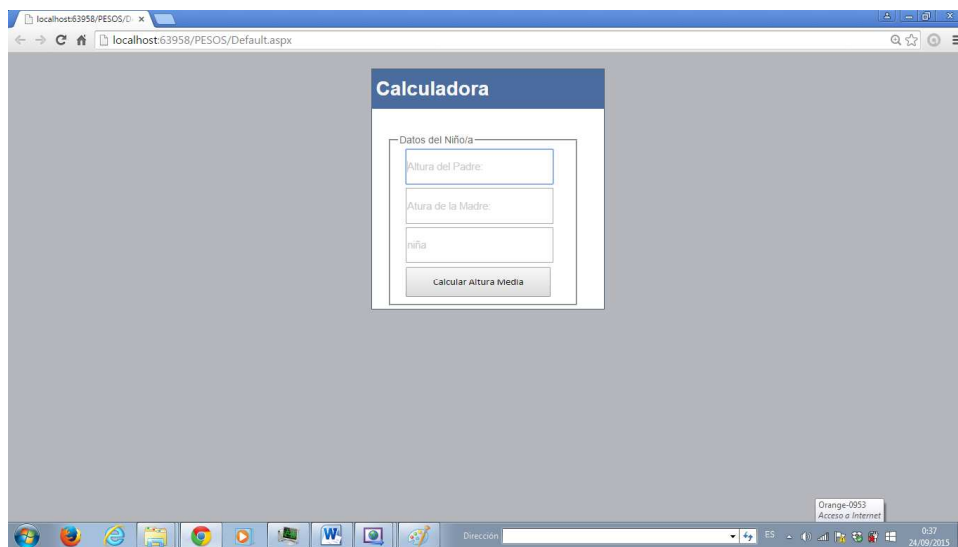 localhost:63958/PESOS/D
localhost:63958/PESOS/Default.aspx
Calculadora
Datos del Niño/a
Altura del Padre:
Atura de la Madre:
niña
Calcular Altura Media
Orange-0953
Acceso a Internet
Dirección
ES
0:37
24/09/2015